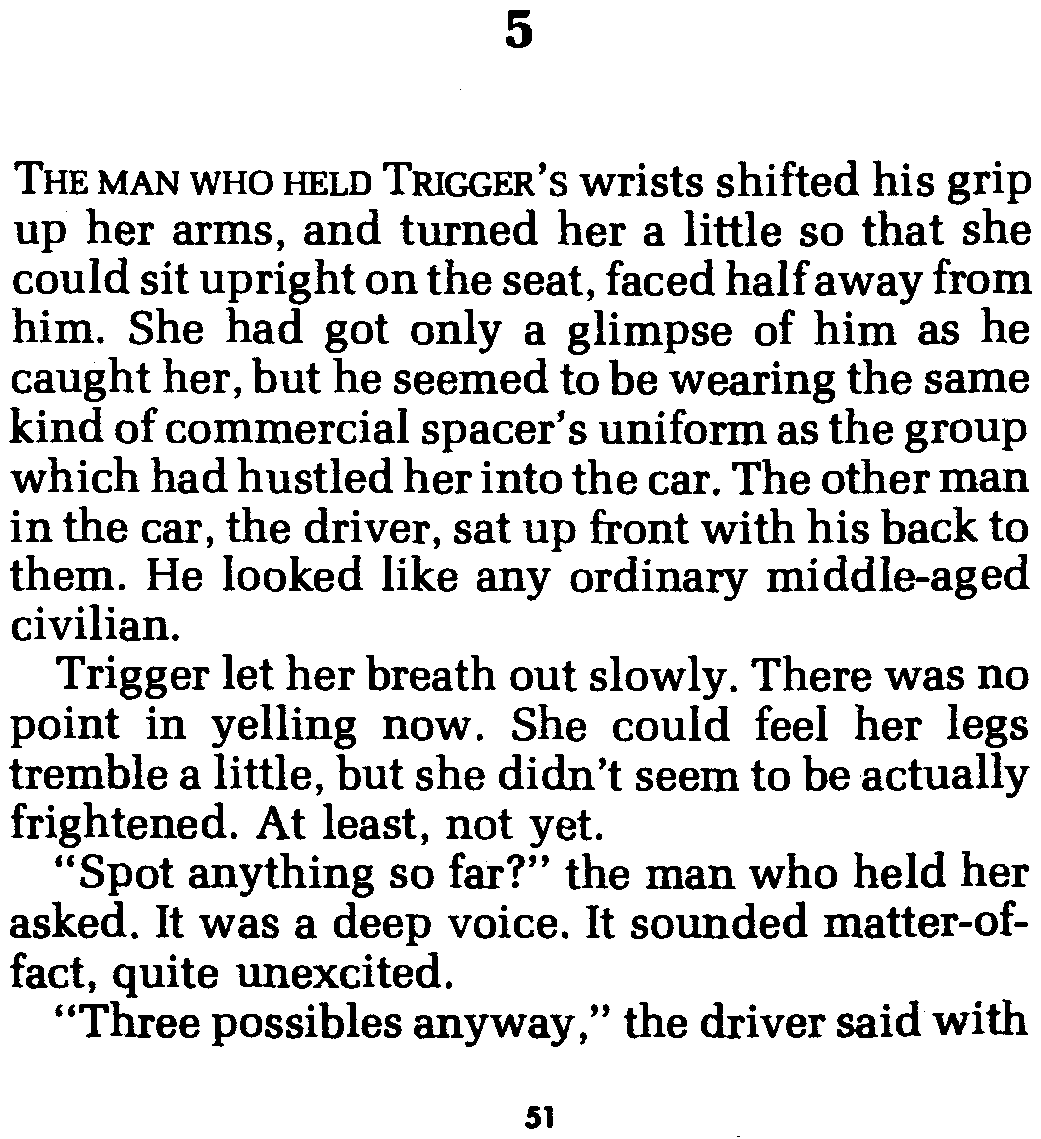 5
THE MAN WHO HELD TRIGGER’S wrists shifted his grip
up her arms, and turned her a little so that she
could sit upright on the seat, faced half away from
him. She had got only a glimpse of him as he
caught her, but he seemed to be wearing the same
kind of commercial spacer’s uniform as the group
which had hustled her into the car. The other man
in the car, the driver, sat up front with his back to
them. He looked like any ordinary middle-aged
civilian.
Trigger let her breath out slowly. There was no
point in yelling now. She could feel her legs
tremble a little, but she didn’t seem to be actually
frightened. At least, not yet.
“Spot anything so far?” the man who held her
asked. It was a deep voice. It sounded matter-of-
fact, quite unexcited.
“Three possibles anyway,” the driver said with
51